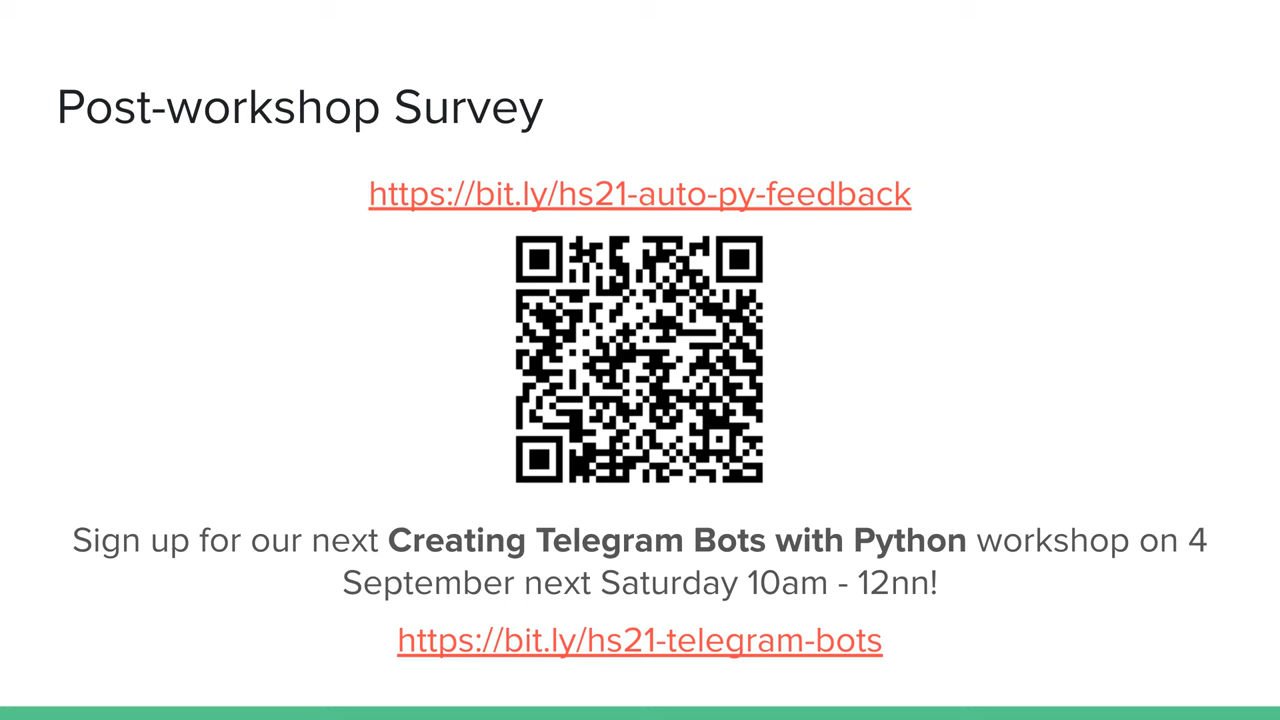 Post-workshop Survey
https://bit.ly/hs21-auto-py-feedback
Sign up for our next Creating Telegram Bots with Python workshop on 4
September next Saturday 10am - 12nn!
https://bit.ly/hs21-telegram-bots